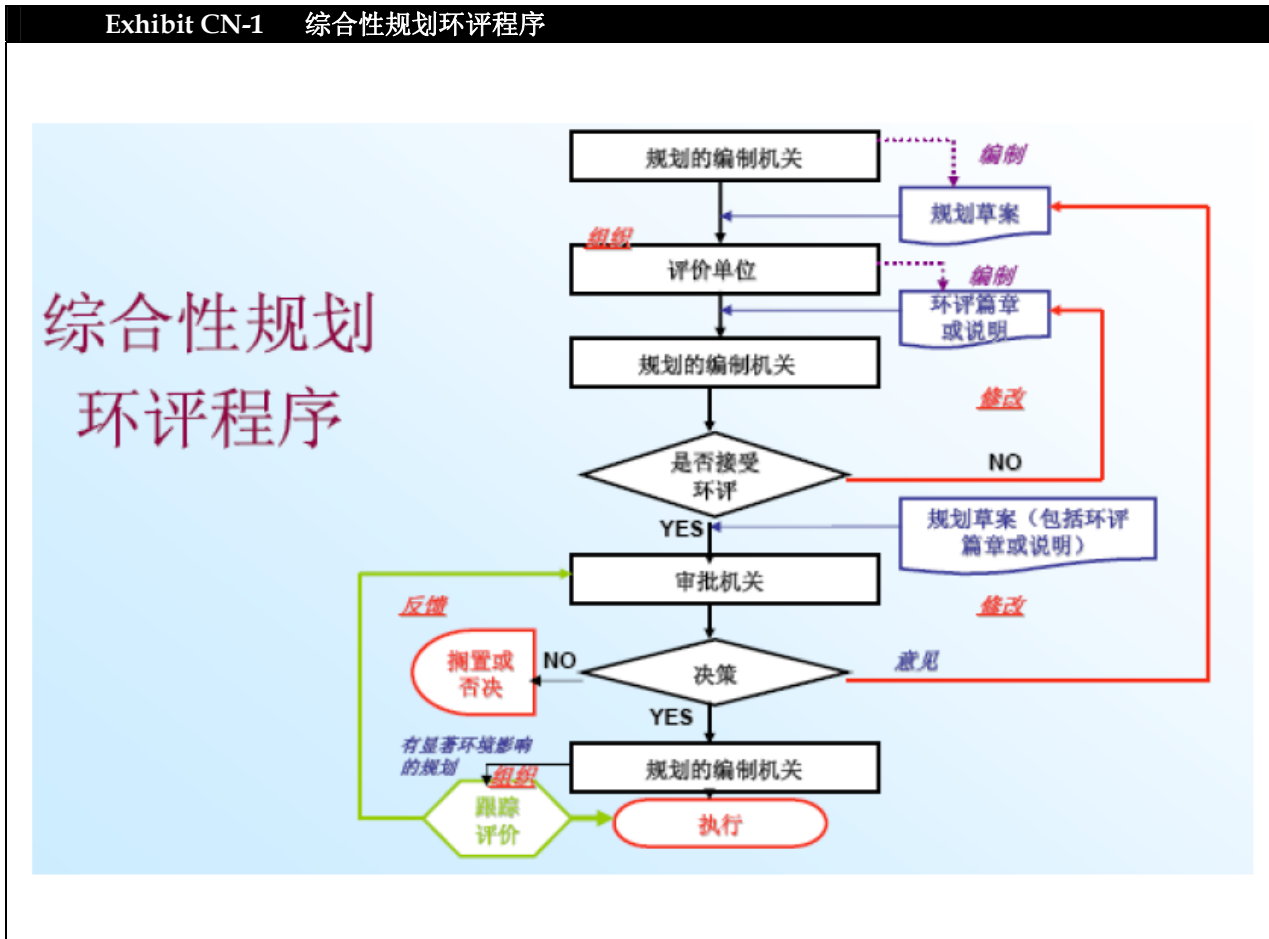 Exhibit CN-1 综合性规划环评程序
综合性规划
环评程序
规划的编制机关
编制
规划草案
组织
评价单位
编制
环评篇章
或说明
规划的编制机关
修改
是否接受
环评
NO
YES
规划草案（包括环评
篇章或说明）
审批机关
反馈
修改
搁置或
否决
NO
决策
意见
YES
有显著环境影响
的规划
组织
规划的编制机关
跟踪
评价
执行